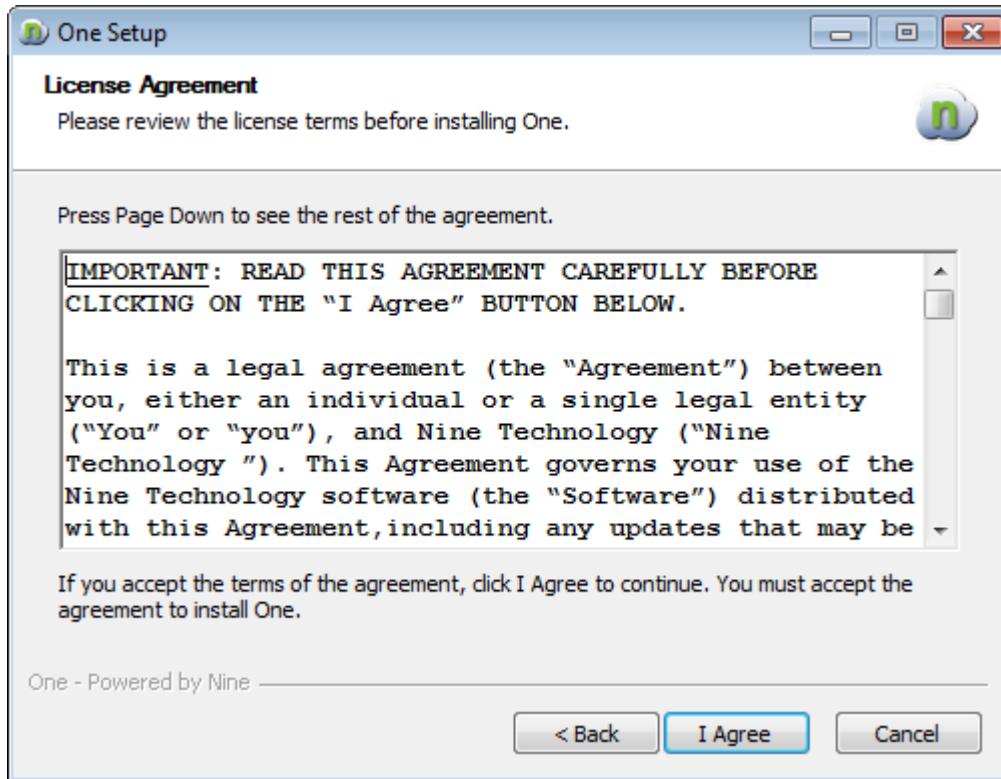 One Setup
License Agreement
Please review the license terms before installing One.
n
Press Page Down to see the rest of the agreement.
IMPORTANT: READ THIS AGREEMENT CAREFULLY BEFORE
CLICKING ON THE “I Agree” BUTTON BELOW.
This is a legal agreement (the “Agreement”) between
you, either an individual or a single legal entity
(“You” or “you”), and Nine Technology (“Nine
Technology ”). This Agreement governs your use of the
Nine Technology software (the “Software”) distributed
with this Agreement,including any updates that may be
If you accept the terms of the agreement, click I Agree to continue. You must accept the
agreement to install One.
One - Powered by Nine
< Back
I Agree
Cancel